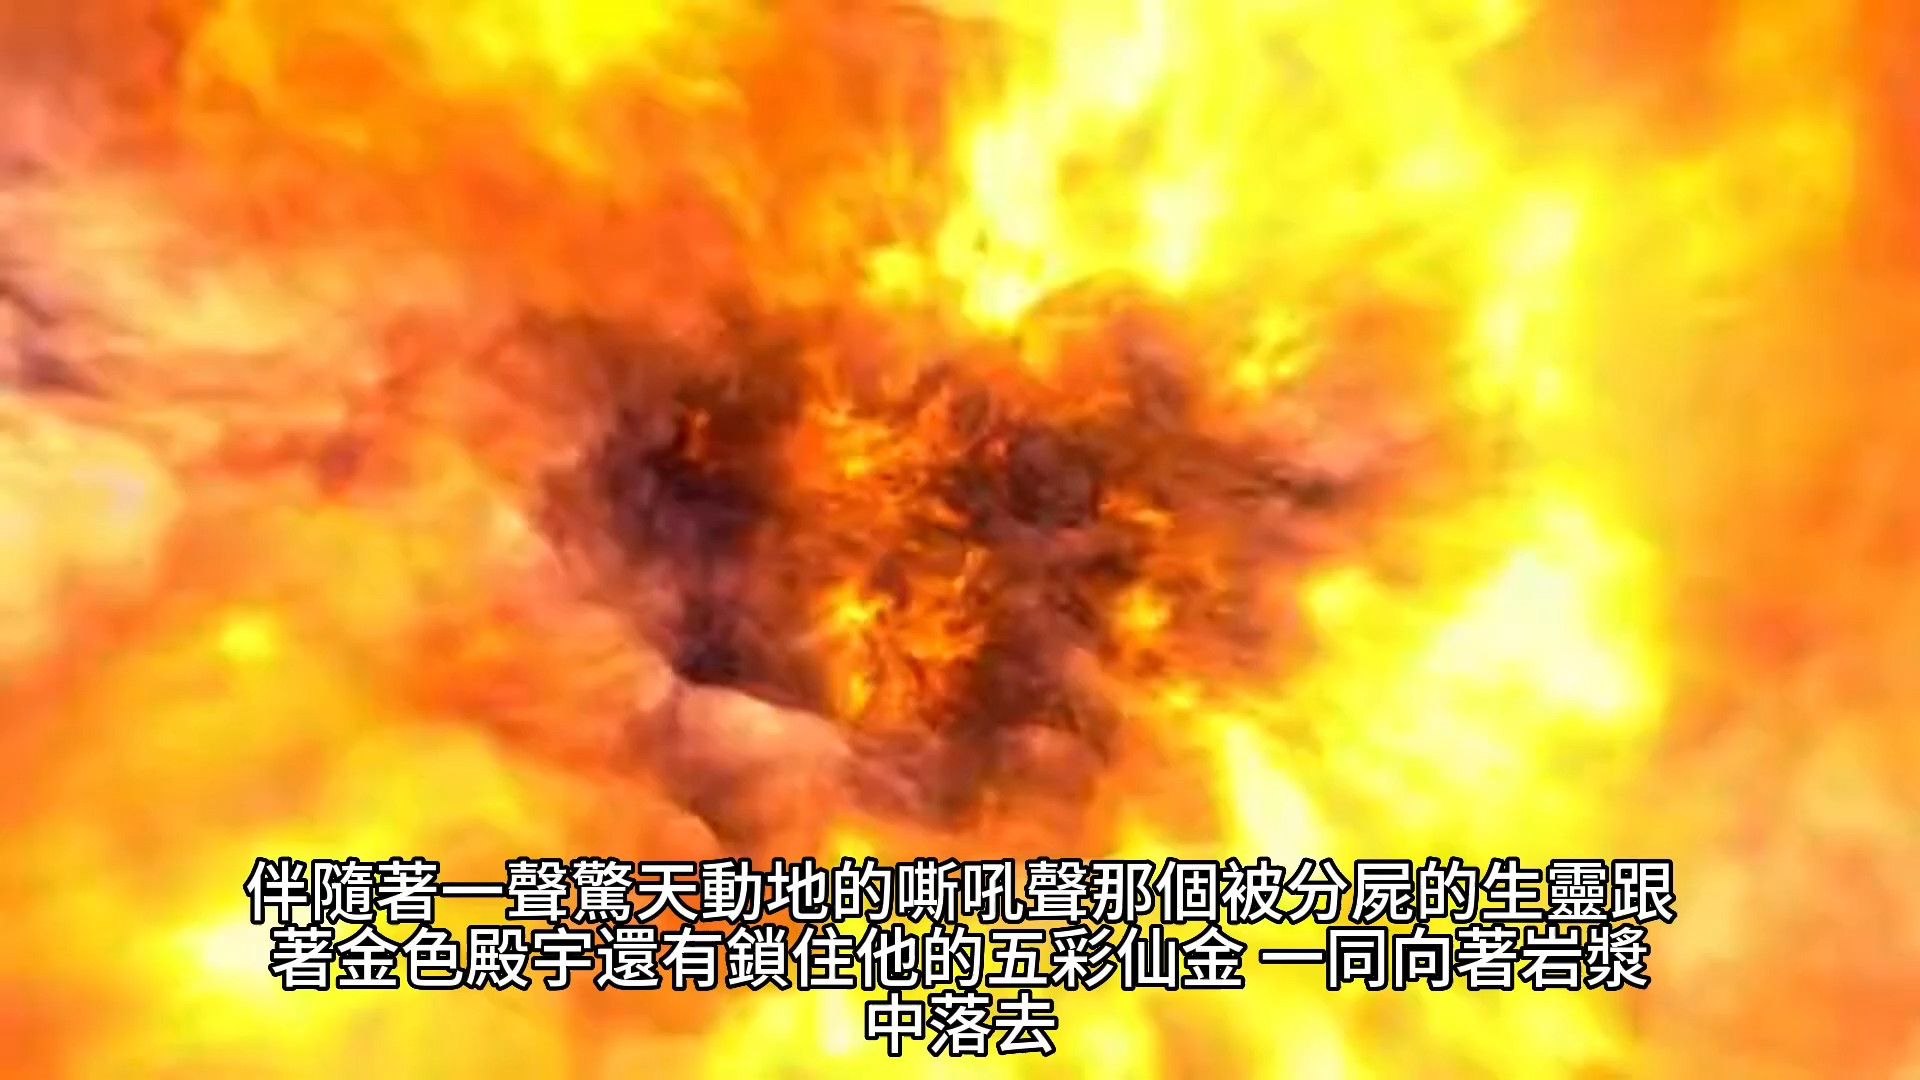 伴隨著一聲驚天動地的嘶吼聲那個被分屍的生靈跟
著金色殿宇還有鎖住他的五彩仙金 一同向著岩漿
中落去